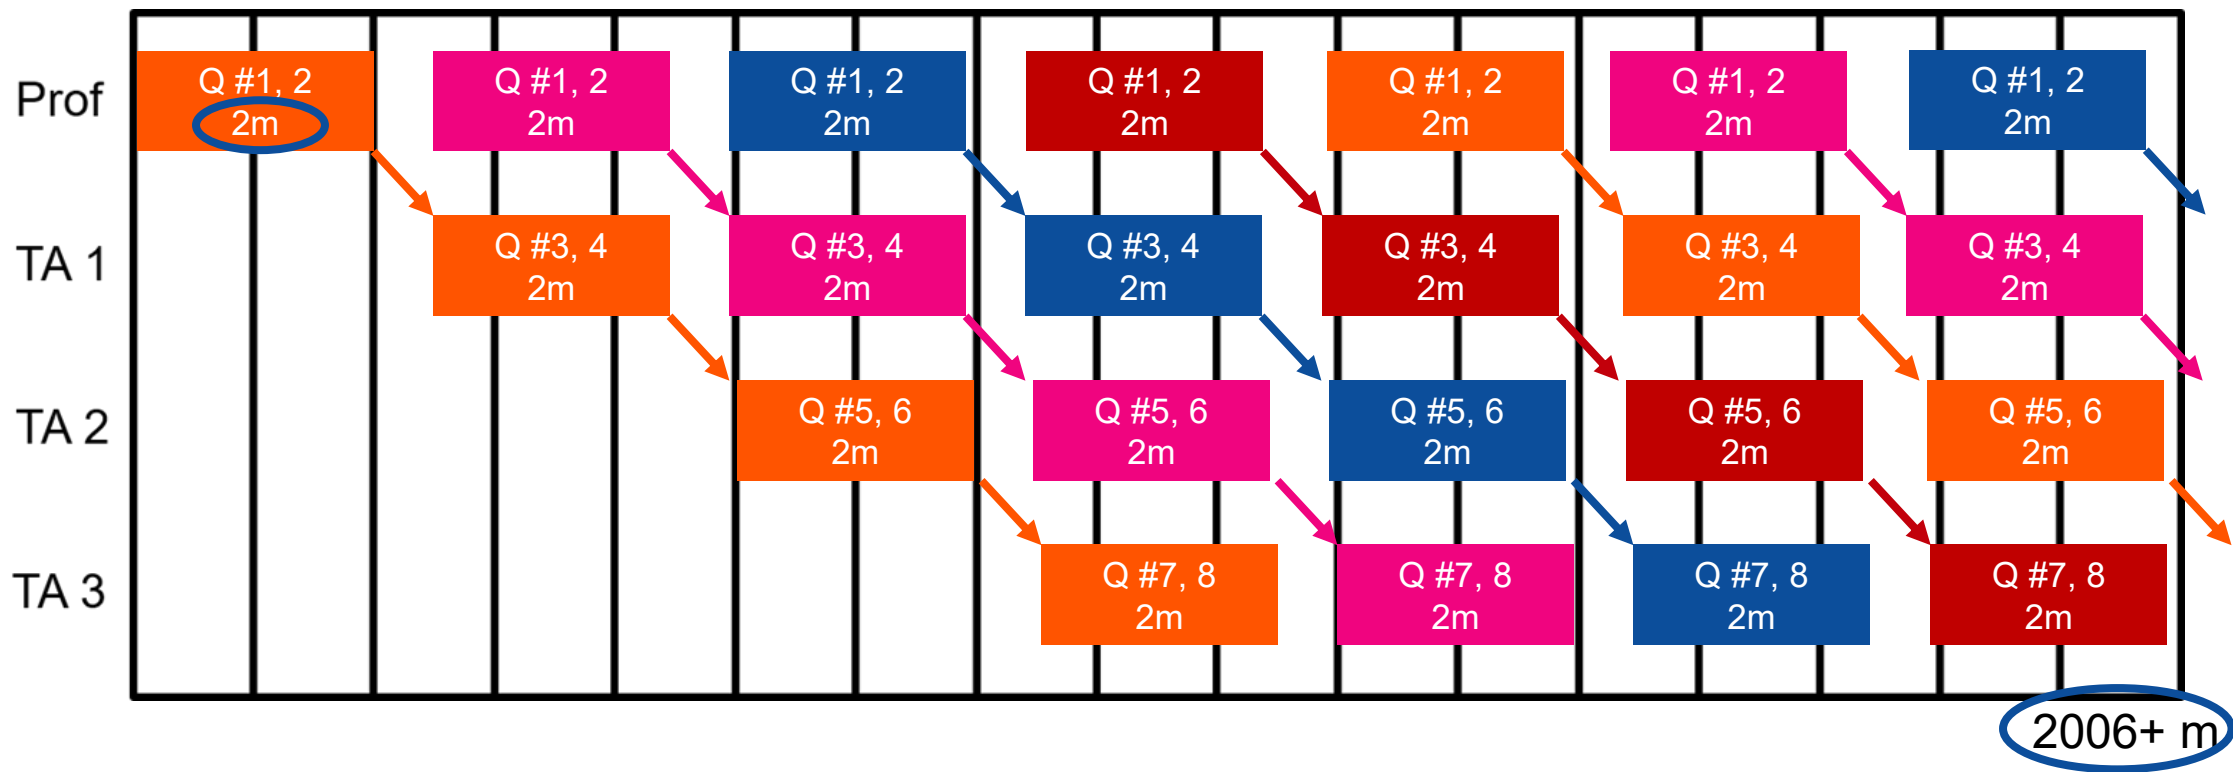 Prof
Q #1, 2
2m
Q #1, 2
2m
Q #1, 2
2m
Q #1, 2
2m
Q #1, 2
2m
Q #1, 2
2m
Q #1, 2
2m
TA 1
Q #3, 4
2m
Q #3, 4
2m
Q #3, 4
2m
Q #3, 4
2m
Q #3, 4
2m
Q #3, 4
2m
TA 2
Q #5, 6
2m
Q #5, 6
2m
Q #5, 6
2m
Q #5, 6
2m
Q #5, 6
2m
TA 3
Q #7, 8
2m
Q #7, 8
2m
Q #7, 8
2m
Q #7, 8
2m
2006+ m